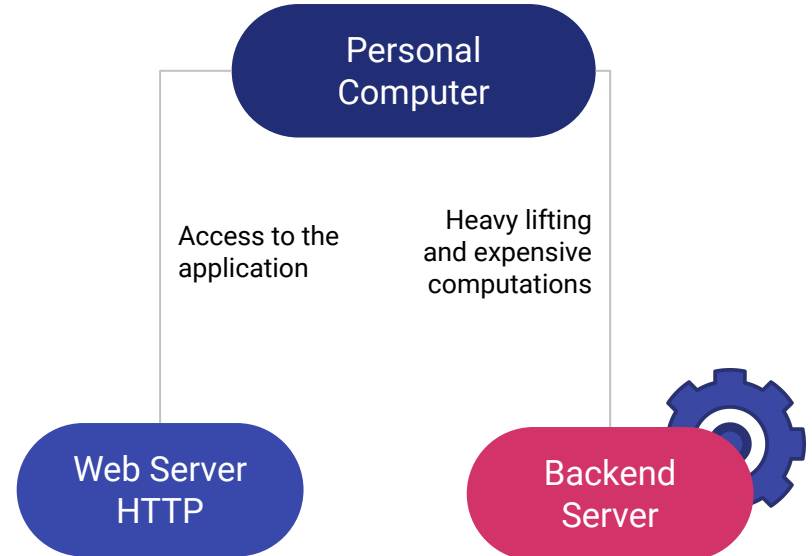 Personal
Computer
Access to the
application
Heavy lifting
and expensive
computations
Web Server
HTTP
Backend
Server